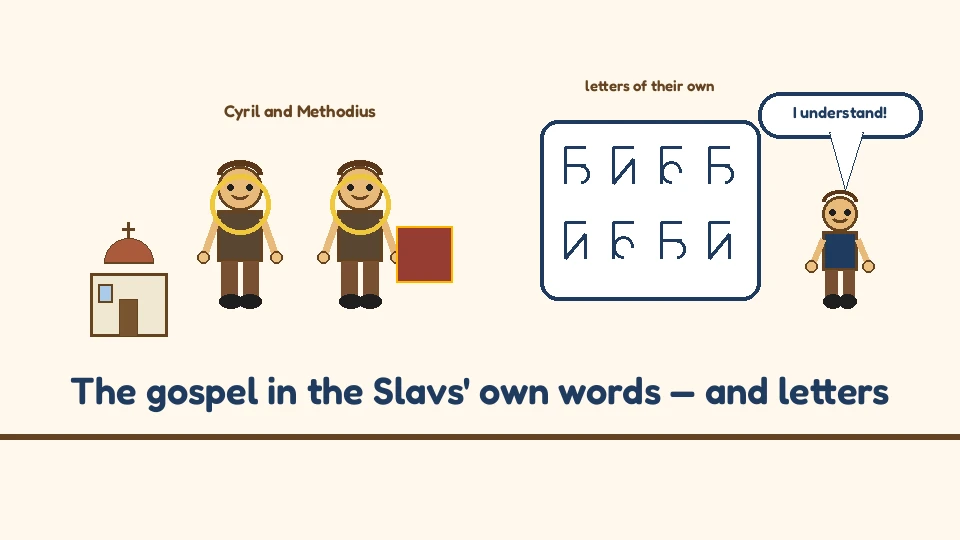 letters of their own
Cyril and Methodius
I understand!
The gospel in the Slavs' own words — and letters